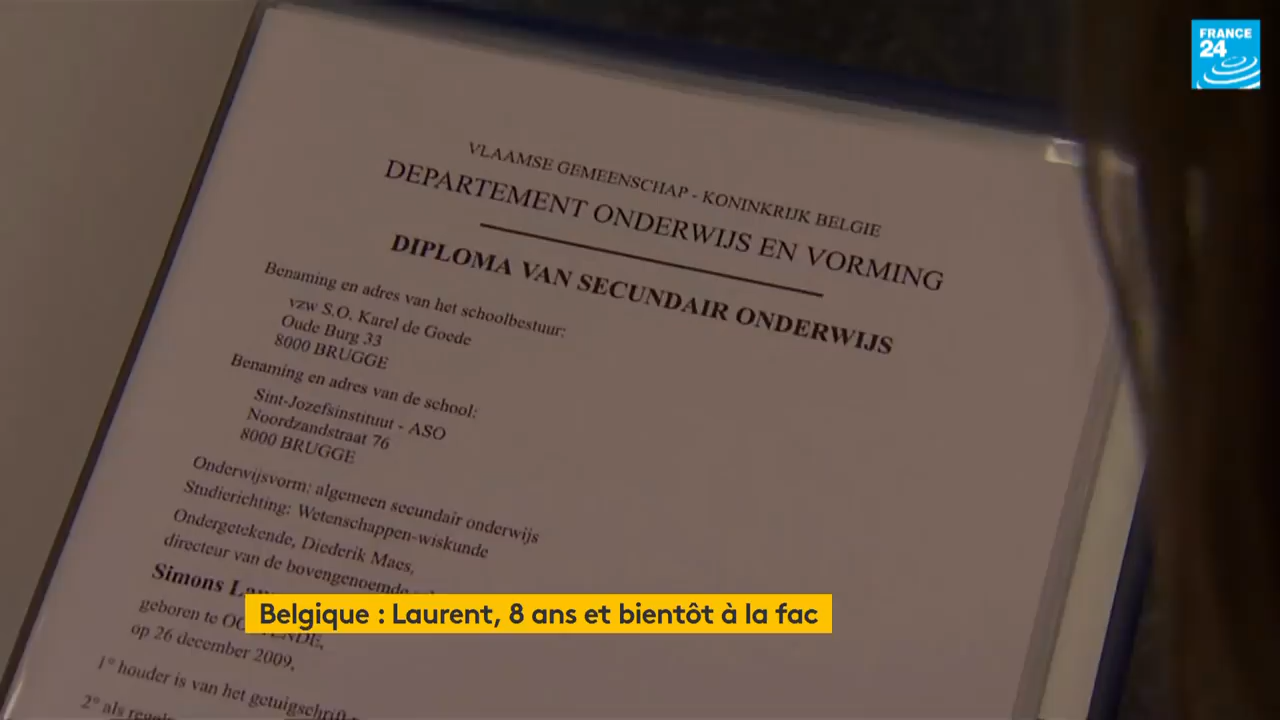 FRANCE
24
VLAAMSE GEMEENSCHAP - KONINKRIJK BELGIE
DEPARTEMENT ONDERWIJS EN VORMING
DIPLOMA VAN SECUNDAIR ONDERWIJS
Benaming en adres van het schoolbestuur:
vzw S.O. Karel de Goede
Oude Burg 33
8000 BRUGGE
Benaming en adres van de school:
Sint-Jozefsinstituut - ASO
Noordzandstraat 76
8000 BRUGGE
Onderwijsvorm: algemeen secundair onderwijs
Studierichting: Wetenschappen-wiskunde
Ondergetekende, Diederik Maes,
directeur van de bovengenoemde
Simons
geboren te
op 26 december 2009,
1° houder is van het getuigschrift
2° als
Belgique : Laurent, 8 ans et bientôt à la fac